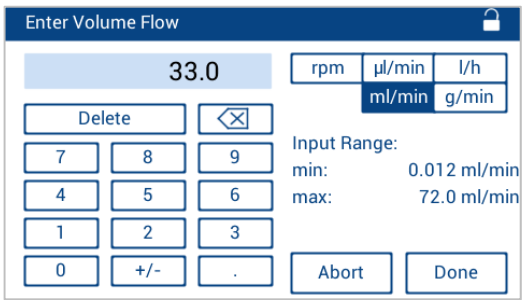 Enter Volume Flow
33.0
Delete
7 8 9
4 5 6
1 2 3
0 +/- .
rpm µl/min l/h
ml/min g/min
Input Range:
min: 0.012 ml/min
max: 72.0 ml/min
Abort Done